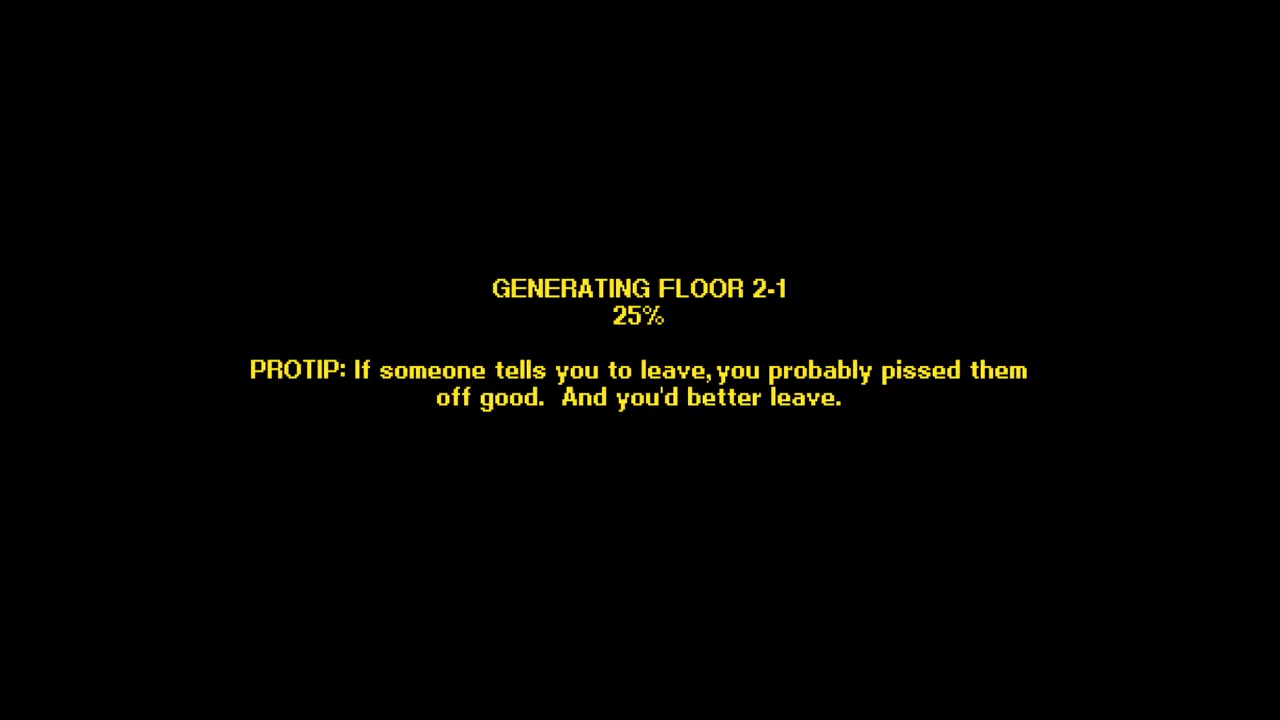 GENERATING FLOOR 2-1
25%
PROTIP: If someone tells you to leave, you probably pissed them
off good.  And you'd better leave.